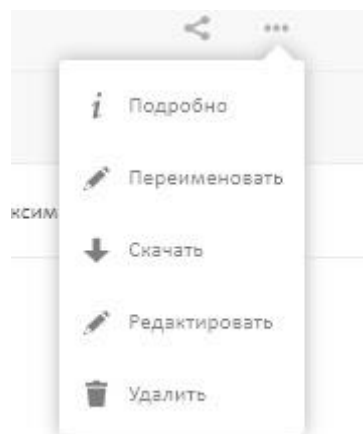 Подробно
Переименовать
ксим
Скачать
Редактировать
Удалить